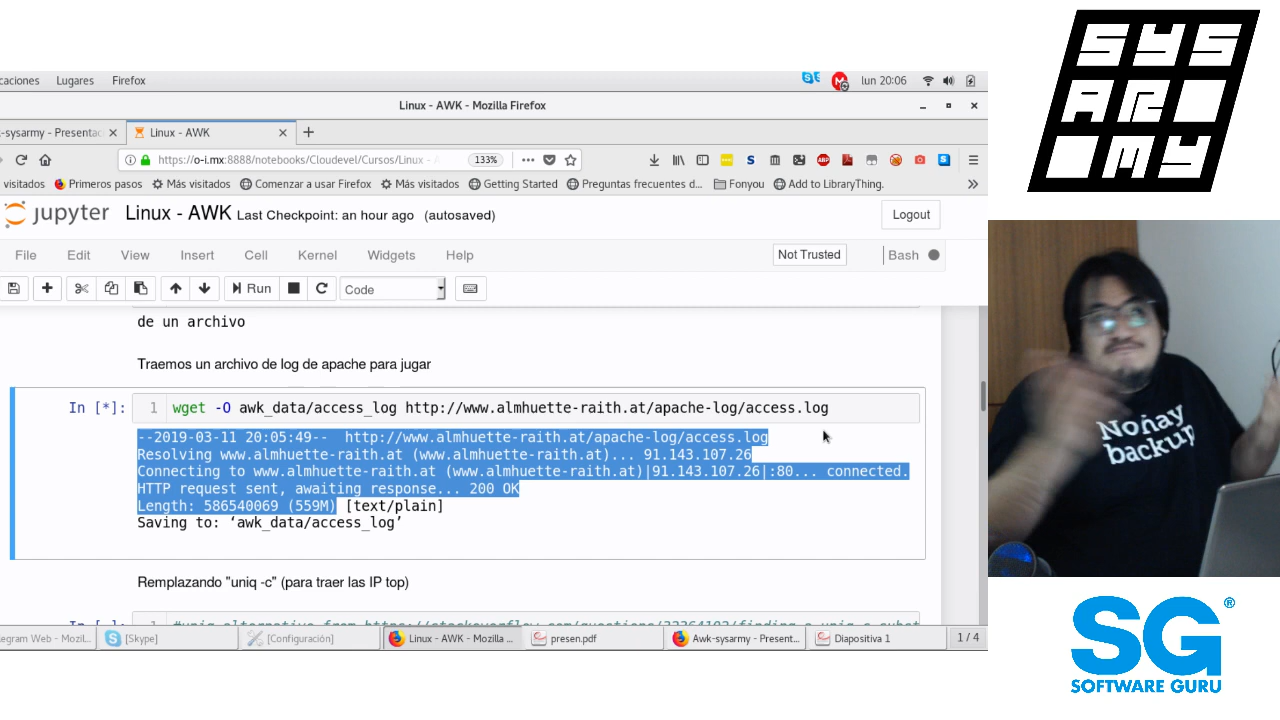 caciones Lugares Firefox lun 20:06
Linux - AWK - Mozilla Firefox
-sysarmy - Presentac Linux - AWK
https://o-i.mx:8888/notebooks/Cloudevel/Cursos/Linux - A 133%
visitados Primeros pasos Más visitados Comenzar a usar Firefox Más visitados Getting Started Preguntas frecuentes d... Fonyou Add to LibraryThing.
jupyter Linux - AWK Last Checkpoint: an hour ago (autosaved) Logout
File Edit View Insert Cell Kernel Widgets Help Not Trusted Bash
Run Code
de un archivo
Traemos un archivo de log de apache para jugar
In [*]: 1 wget -O awk_data/access_log http://www.almhuette-raith.at/apache-log/access.log
--2019-03-11 20:05:49-- http://www.almhuette-raith.at/apache-log/access.log
Resolving www.almhuette-raith.at (www.almhuette-raith.at)... 91.143.107.26
Connecting to www.almhuette-raith.at (www.almhuette-raith.at)|91.143.107.26|:80... connected.
HTTP request sent, awaiting response... 200 OK
Length: 586540069 (559M) [text/plain]
Saving to: ‘awk_data/access_log’
Remplazando "uniq -c" (para traer las IP top)
legram Web - Mozil... [Skype] [Configuración] Linux - AWK - Mozilla ... presen.pdf Awk-sysarmy - Present... Diapositiva 1 1 / 4
SYS
AR
MY
No hay
backup
SG®
SOFTWARE GURU